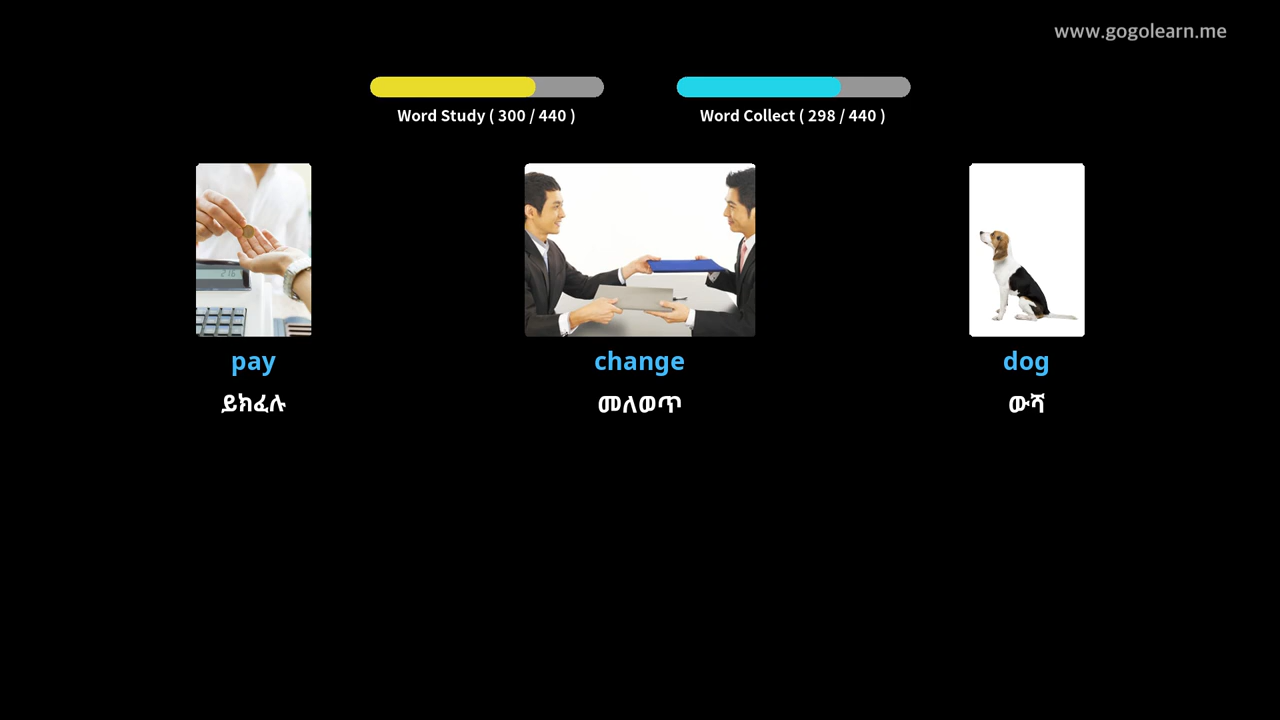 www.gogolearn.me
Word Study ( 300 / 440 )
Word Collect ( 298 / 440 )
pay
change
dog
ይክፈሉ
መለወጥ
ውሻ